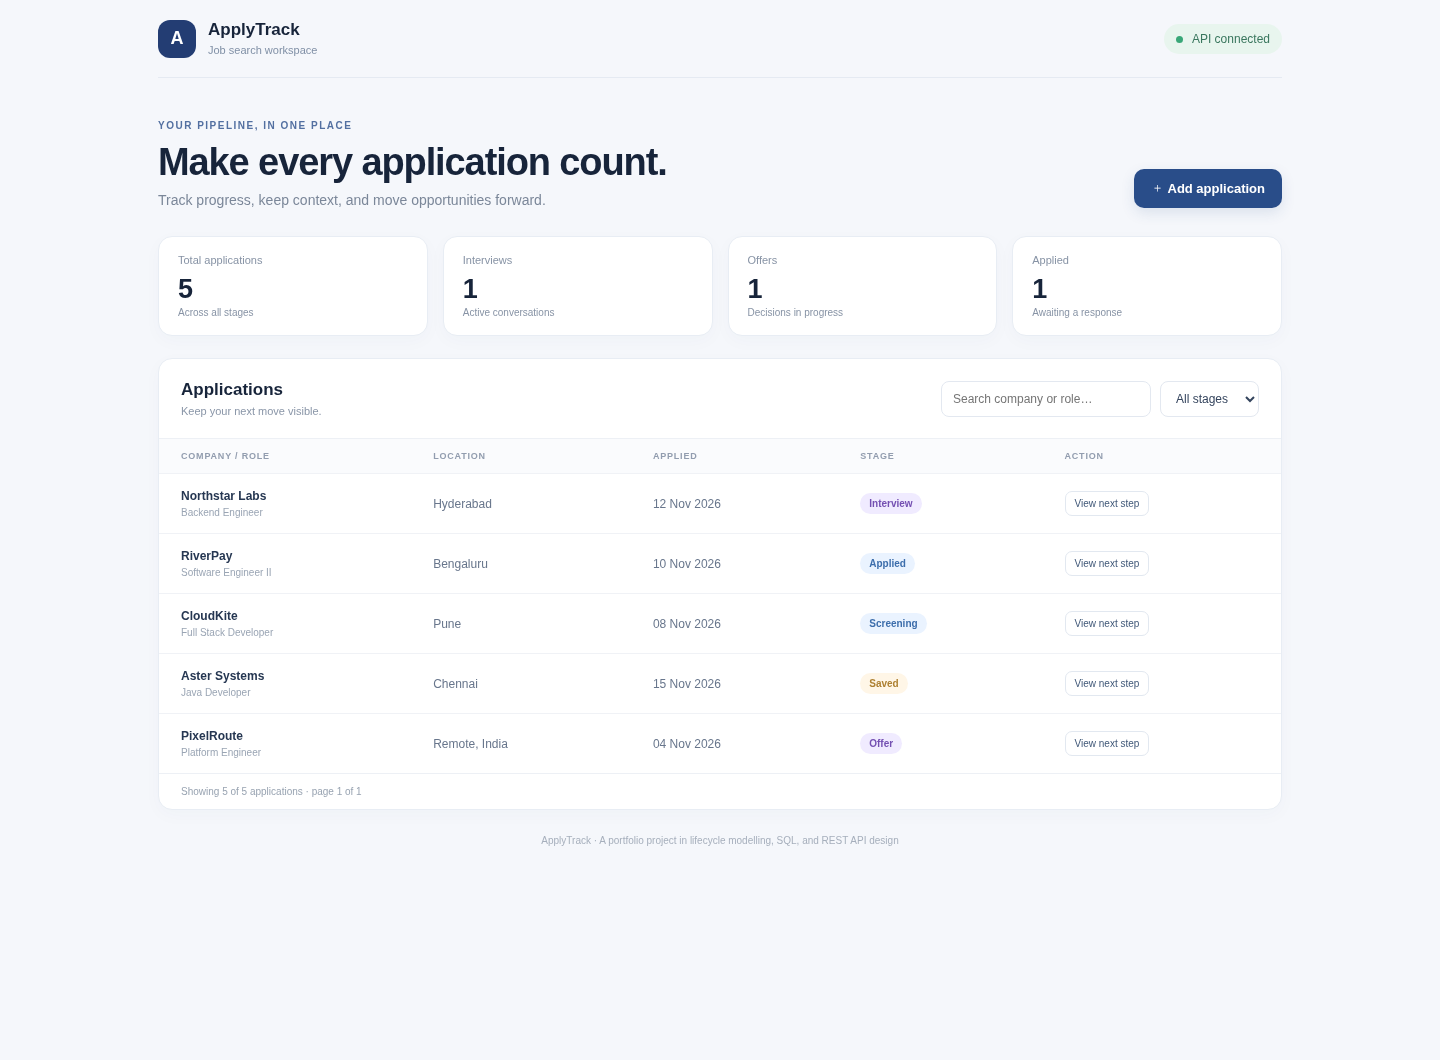 A
ApplyTrack
Job search workspace
API connected
YOUR PIPELINE, IN ONE PLACE
Make every application count.
Track progress, keep context, and move opportunities forward.
+ Add application
Total applications
5
Across all stages
Interviews
1
Active conversations
Offers
1
Decisions in progress
Applied
1
Awaiting a response
Applications
Keep your next move visible.
Search company or role…
All stages
COMPANY / ROLE LOCATION APPLIED STAGE ACTION
Northstar Labs
Backend Engineer
Hyderabad
12 Nov 2026
Interview
View next step
RiverPay
Software Engineer II
Bengaluru
10 Nov 2026
Applied
View next step
CloudKite
Full Stack Developer
Pune
08 Nov 2026
Screening
View next step
Aster Systems
Java Developer
Chennai
15 Nov 2026
Saved
View next step
PixelRoute
Platform Engineer
Remote, India
04 Nov 2026
Offer
View next step
Showing 5 of 5 applications · page 1 of 1
ApplyTrack · A portfolio project in lifecycle modelling, SQL, and REST API design